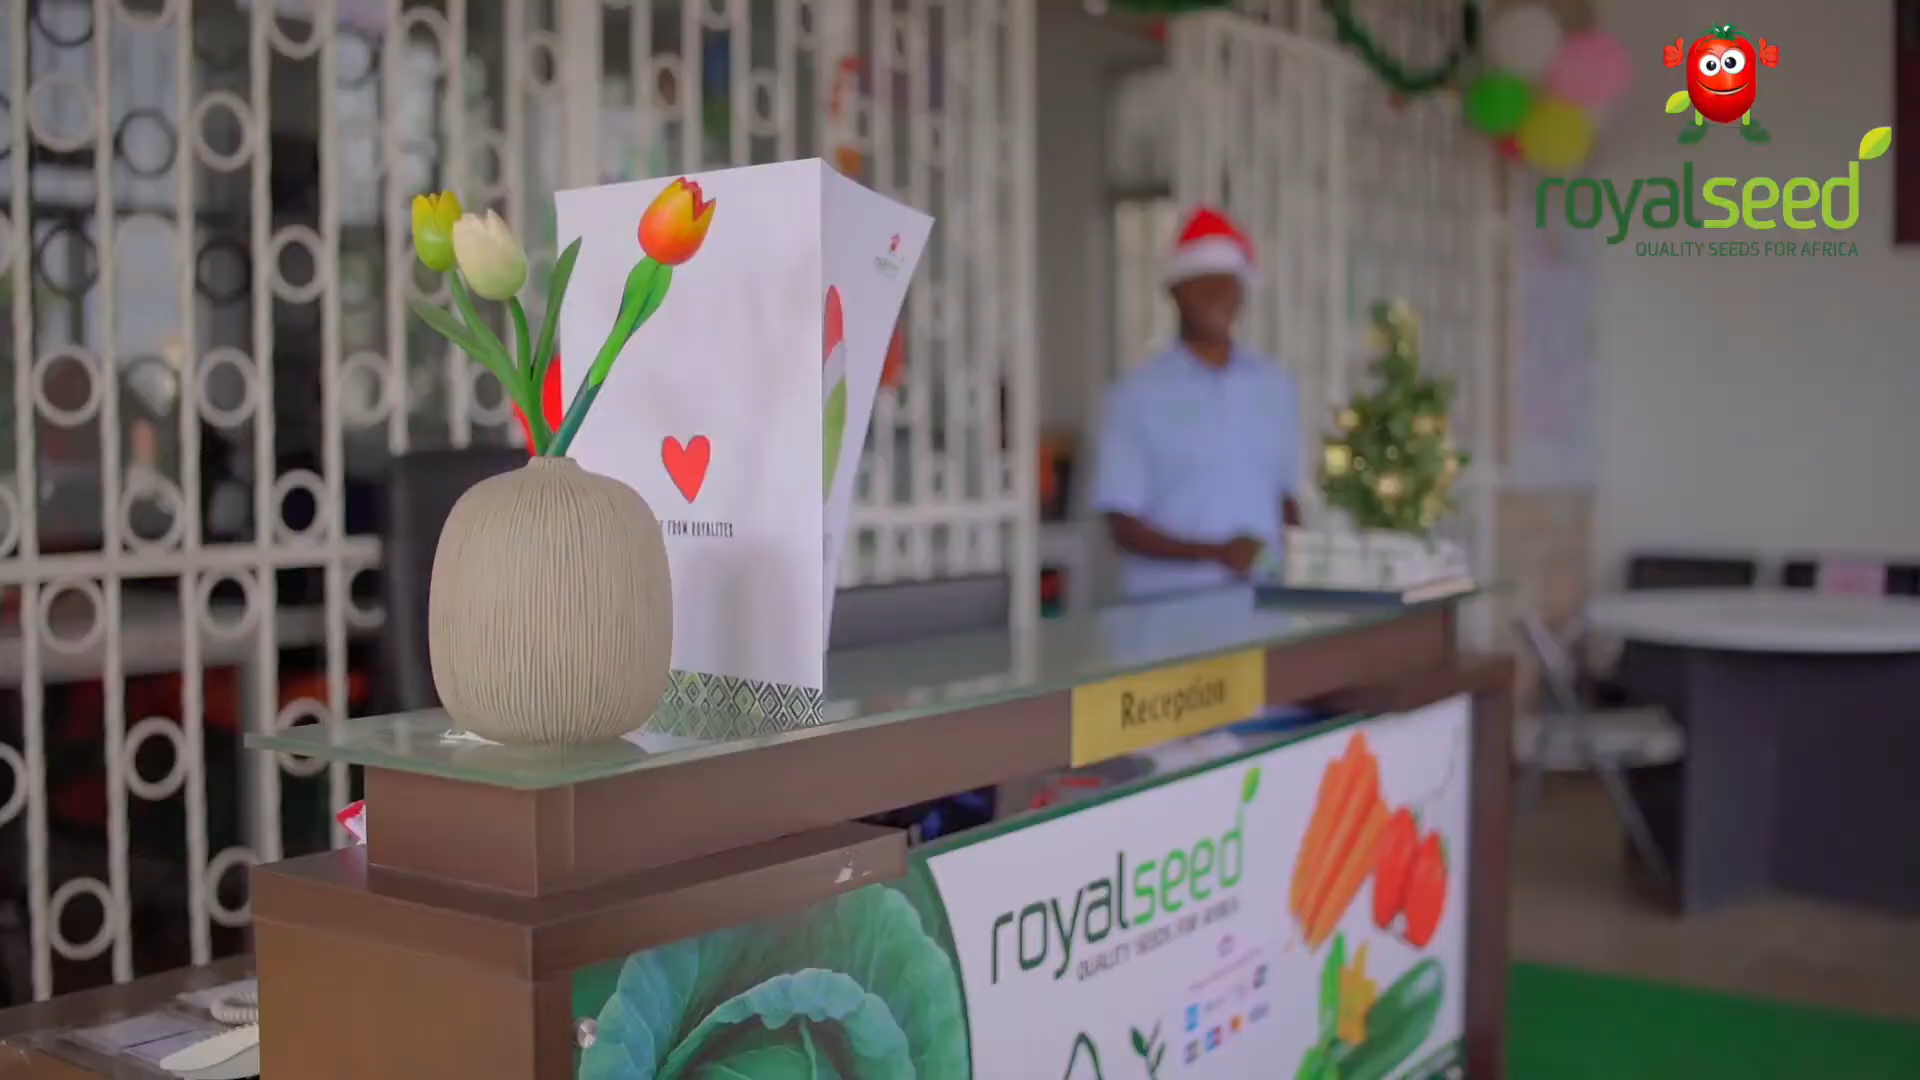 royalseed
QUALITY SEEDS FOR AFRICA
FROM ROYALITES
Reception
royalseed
QUALITY SEEDS FOR AFRICA